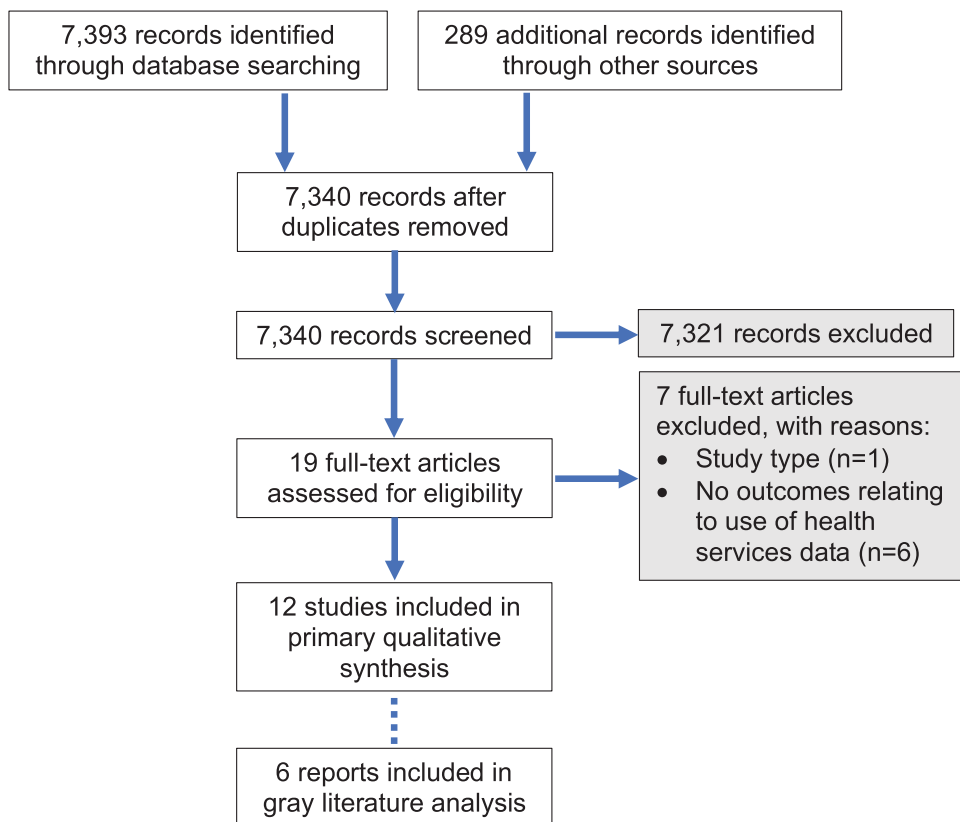 7,393 records identified
through database searching
289 additional records identified
through other sources
7,340 records after
duplicates removed
7,340 records screened
7,321 records excluded
19 full-text articles
assessed for eligibility
7 full-text articles
excluded, with reasons:
• Study type (n=1)
• No outcomes relating
to use of health
services data (n=6)
12 studies included in
primary qualitative
synthesis
6 reports included in
gray literature analysis